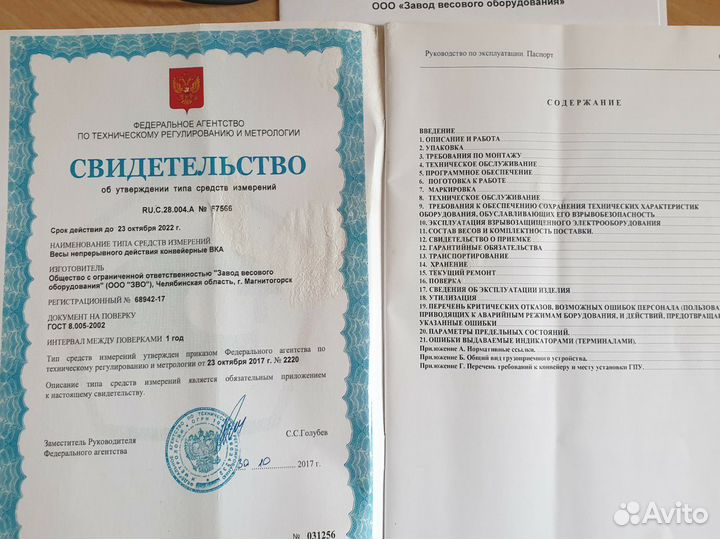 ООО «Завод весового оборудования»
ФЕДЕРАЛЬНОЕ АГЕНТСТВО
ПО ТЕХНИЧЕСКОМУ РЕГУЛИРОВАНИЮ И МЕТРОЛОГИИ
СВИДЕТЕЛЬСТВО
об утверждении типа средств измерений
RU.C.28.004.A № 67566
Срок действия до 23 октября 2022 г.
НАИМЕНОВАНИЕ ТИПА СРЕДСТВ ИЗМЕРЕНИЙ
Весы непрерывного действия конвейерные ВКА
ИЗГОТОВИТЕЛЬ
Общество с ограниченной ответственностью "Завод весового
оборудования" (ООО "ЗВО"), Челябинская область, г. Магнитогорск
РЕГИСТРАЦИОННЫЙ № 68942-17
ДОКУМЕНТ НА ПОВЕРКУ
ГОСТ 8.005-2002
ИНТЕРВАЛ МЕЖДУ ПОВЕРКАМИ 1 год
Тип средств измерений утвержден приказом Федерального агентства по
техническому регулированию и метрологии от 23 октября 2017 г. № 2220
Описание типа средств измерений является обязательным приложением
к настоящему свидетельству.
Заместитель Руководителя
Федерального агентства
С.С.Голубев
30 10 2017 г.
№ 031256
Руководство по эксплуатации. Паспорт
СОДЕРЖАНИЕ
ВВЕДЕНИЕ
1. ОПИСАНИЕ И РАБОТА
2. УПАКОВКА
3. ТРЕБОВАНИЯ ПО МОНТАЖУ
4. ТЕХНИЧЕСКОЕ ОБСЛУЖИВАНИЕ
5. ПРОГРАММНОЕ ОБЕСПЕЧЕНИЕ
6. ПОГОТОВКА К РАБОТЕ
7. МАРКИРОВКА
8. ТЕХНИЧЕСКОЕ ОБСЛУЖИВАНИЕ
9. ТРЕБОВАНИЯ К ОБЕСПЕЧЕНИЮ СОХРАНЕНИЯ ТЕХНИЧЕСКИХ ХАРАКТЕРИСТИК
ОБОРУДОВАНИЯ, ОБУСЛАВЛИВАЮЩИХ ЕГО ВЗРЫВОБЕЗОПАСНОСТЬ
10. ЭКСПЛУАТАЦИЯ ВЗРЫВОЗАЩИЩЕННОГО ЭЛЕКТРООБОРУДОВАНИЯ
11. СОСТАВ ВЕСОВ И КОМПЛЕКТНОСТЬ ПОСТАВКИ.
12. СВИДЕТЕЛЬСТВО О ПРИЕМКЕ
12. ГАРАНТИЙНЫЕ ОБЯЗАТЕЛЬСТВА
13. ТРАНСПОРТИРОВАНИЕ
14. ХРАНЕНИЕ
15. ТЕКУЩИЙ РЕМОНТ
16. ПОВЕРКА
17. СВЕДЕНИЯ ОБ ЭКСПЛУАТАЦИИ ИЗДЕЛИЯ
18. УТИЛИЗАЦИЯ
19. ПЕРЕЧЕНЬ КРИТИЧЕСКИХ ОТКАЗОВ, ВОЗМОЖНЫХ ОШИБОК ПЕРСОНАЛА (ПОЛЬЗОВА
ПРИВОДЯЩИХ К АВАРИЙНЫМ РЕЖИМАМ БОРУДОВАНИЯ, И ДЕЙСТВИЙ, ПРЕДОТВРАЩА
УКАЗАННЫЕ ОШИБКИ
20. ПАРАМЕТРЫ ПРЕДЕЛЬНЫХ СОСТОЯНИЙ.
21. ОШИБКИ ВЫДАВАЕМЫЕ ИНДИКАТОРАМИ (ТЕРМИНАЛАМИ).
Приложение А. Нормативные ссылки.
Приложение Б. Общий вид грузоприемного устройства.
Приложение Г. Перечень требований к конвейеру и месту установки ГПУ.
Avito